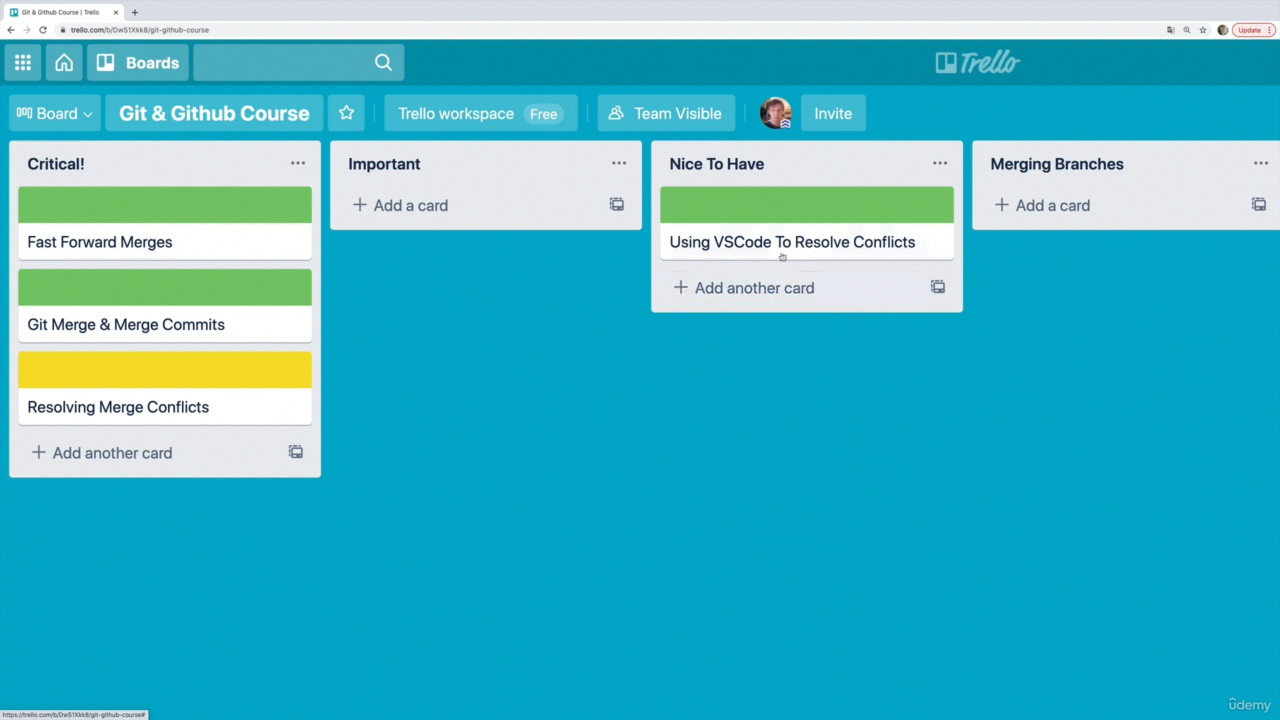 Git & Github Course | Trello
trello.com/b/DwS1Xkk8/git-github-course
Update
Boards
Trello
Board
Git & Github Course
Trello workspace Free
Team Visible
Invite
Critical!
Fast Forward Merges
Git Merge & Merge Commits
Resolving Merge Conflicts
+ Add another card
Important
+ Add a card
Nice To Have
Using VSCode To Resolve Conflicts
+ Add another card
Merging Branches
+ Add a card
https://trello.com/b/DwS1Xkk8/git-github-course#
udemy